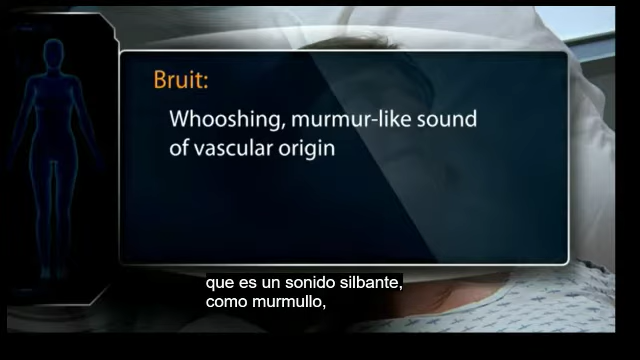 Bruit:
Whooshing, murmur-like sound
of vascular origin
que es un sonido silbante,
como murmullo,